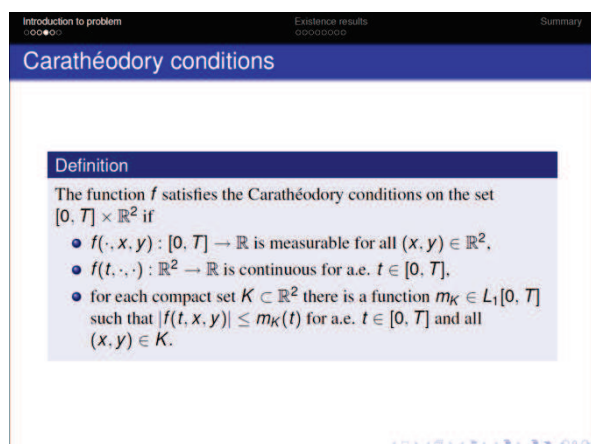 Introduction to problem Existence results Summary
Carathéodory conditions
Definition
The function f satisfies the Carathéodory conditions on the set
[0, T] × ℝ² if
f(·, x, y) : [0, T] → ℝ is measurable for all (x, y) ∈ ℝ²,
f(t, ·, ·) : ℝ² → ℝ is continuous for a.e. t ∈ [0, T],
for each compact set K ⊂ ℝ² there is a function m_K ∈ L₁[0, T]
such that |f(t, x, y)| ≤ m_K(t) for a.e. t ∈ [0, T] and all
(x, y) ∈ K.